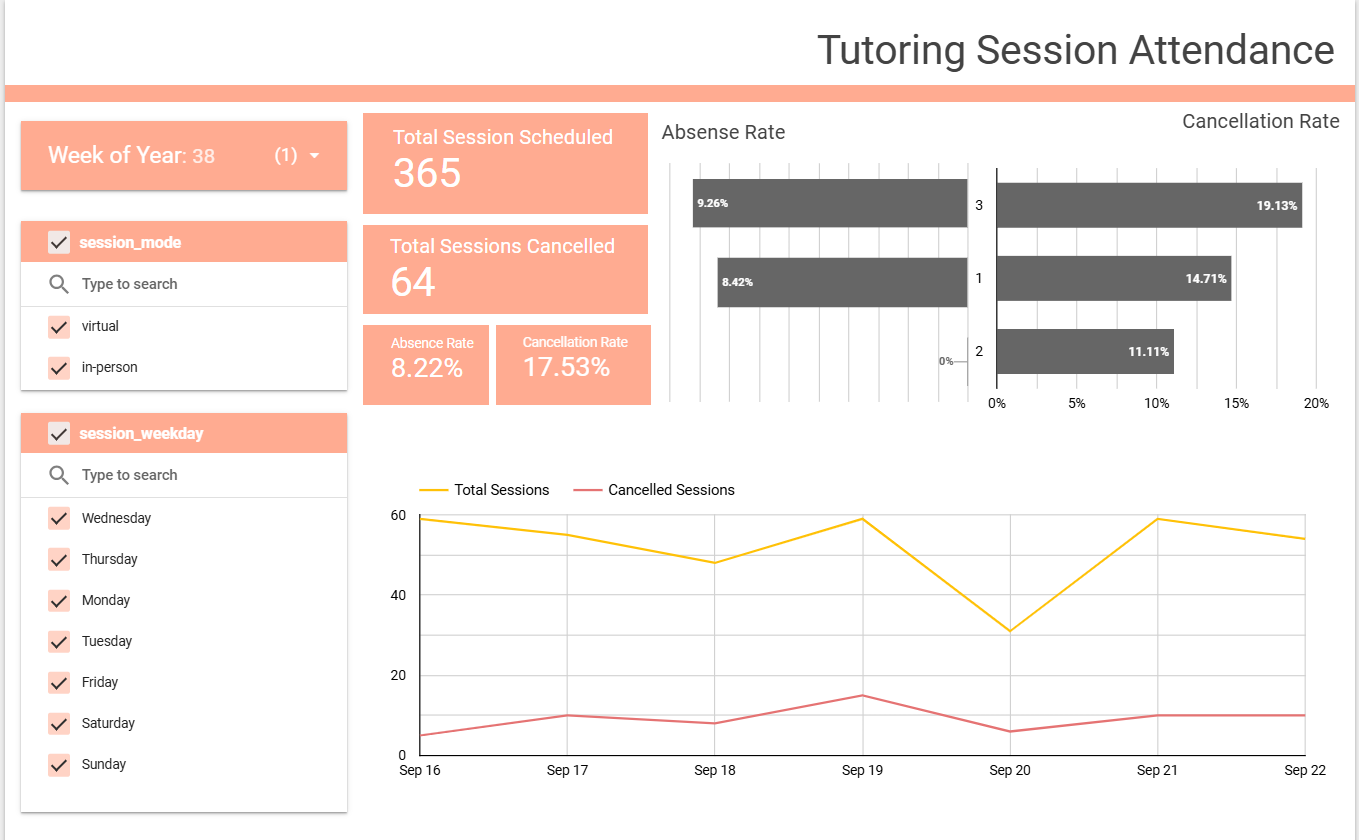 Tutoring Session Attendance
Week of Year: 38 (1)
session_mode
Type to search
virtual
in-person
session_weekday
Type to search
Wednesday
Thursday
Monday
Tuesday
Friday
Saturday
Sunday
Total Session Scheduled
365
Total Sessions Cancelled
64
Absence Rate
8.22%
Cancellation Rate
17.53%
Absense Rate
Cancellation Rate
9.26% 3 19.13%
8.42% 1 14.71%
0% 2 11.11%
0% 5% 10% 15% 20%
Total Sessions Cancelled Sessions
60
40
20
0
Sep 16 Sep 17 Sep 18 Sep 19 Sep 20 Sep 21 Sep 22